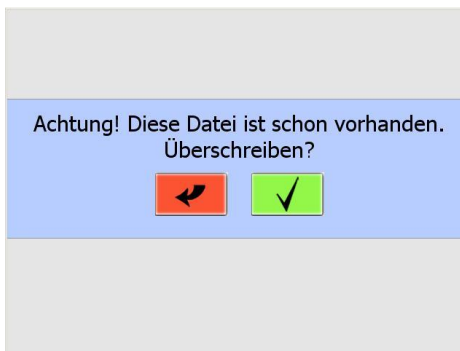 Achtung! Diese Datei ist schon vorhanden.
Überschreiben?